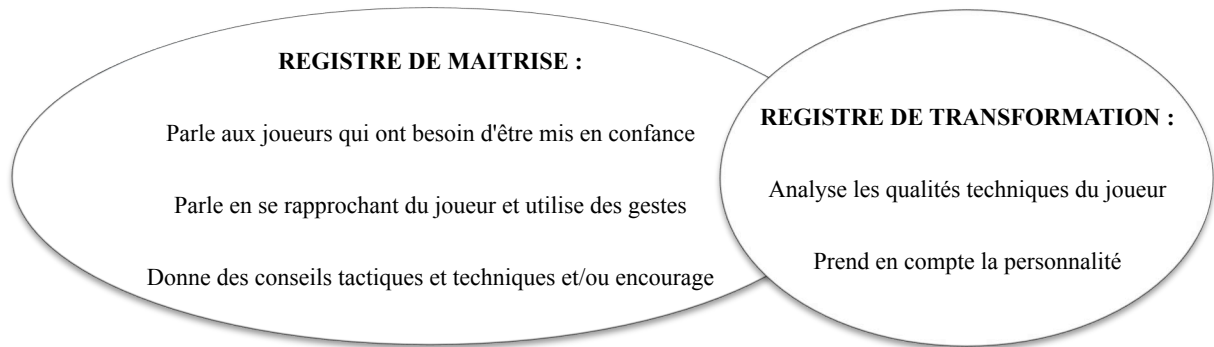 REGISTRE DE MAITRISE :
Parle aux joueurs qui ont besoin d'être mis en confance
Parle en se rapprochant du joueur et utilise des gestes
Donne des conseils tactiques et techniques et/ou encourage
REGISTRE DE TRANSFORMATION :
Analyse les qualités techniques du joueur
Prend en compte la personnalité